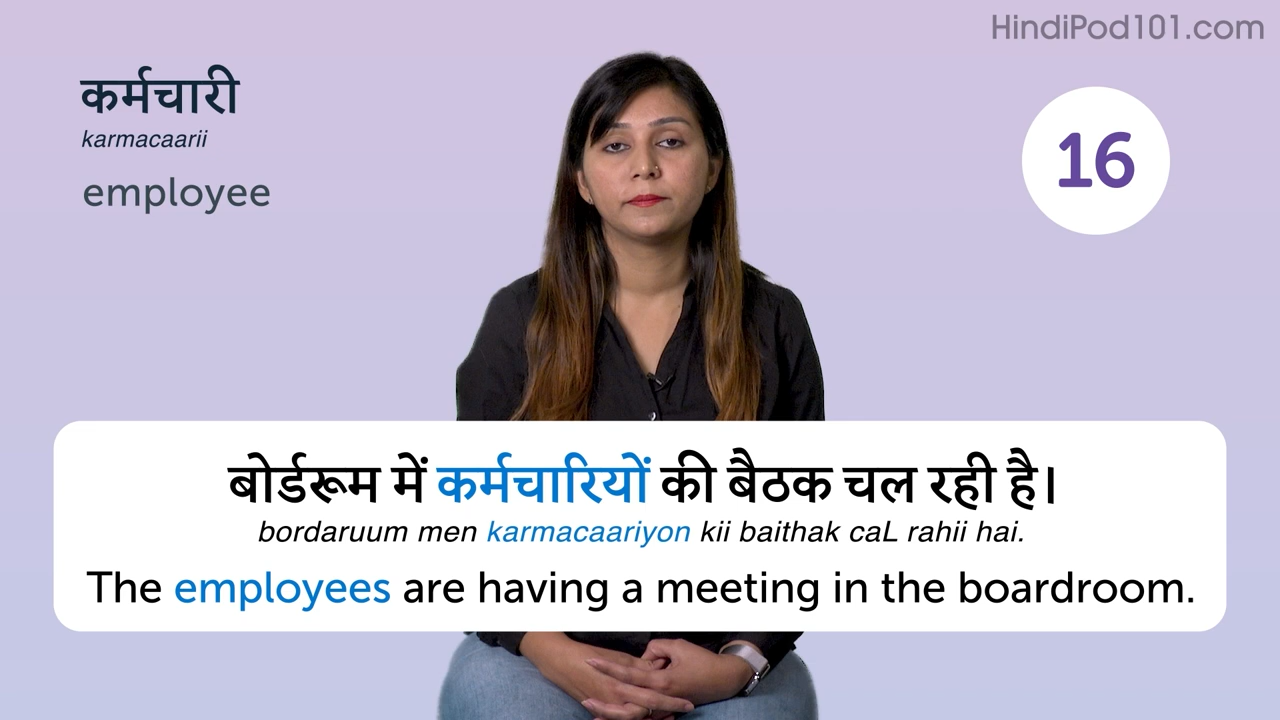 HindiPod101.com
कर्मचारी
karmacaarii
employee
16
बोर्डरूम में कर्मचारियों की बैठक चल रही है।
bordaruum men karmacaariyon kii baithak caL rahii hai.
The employees are having a meeting in the boardroom.